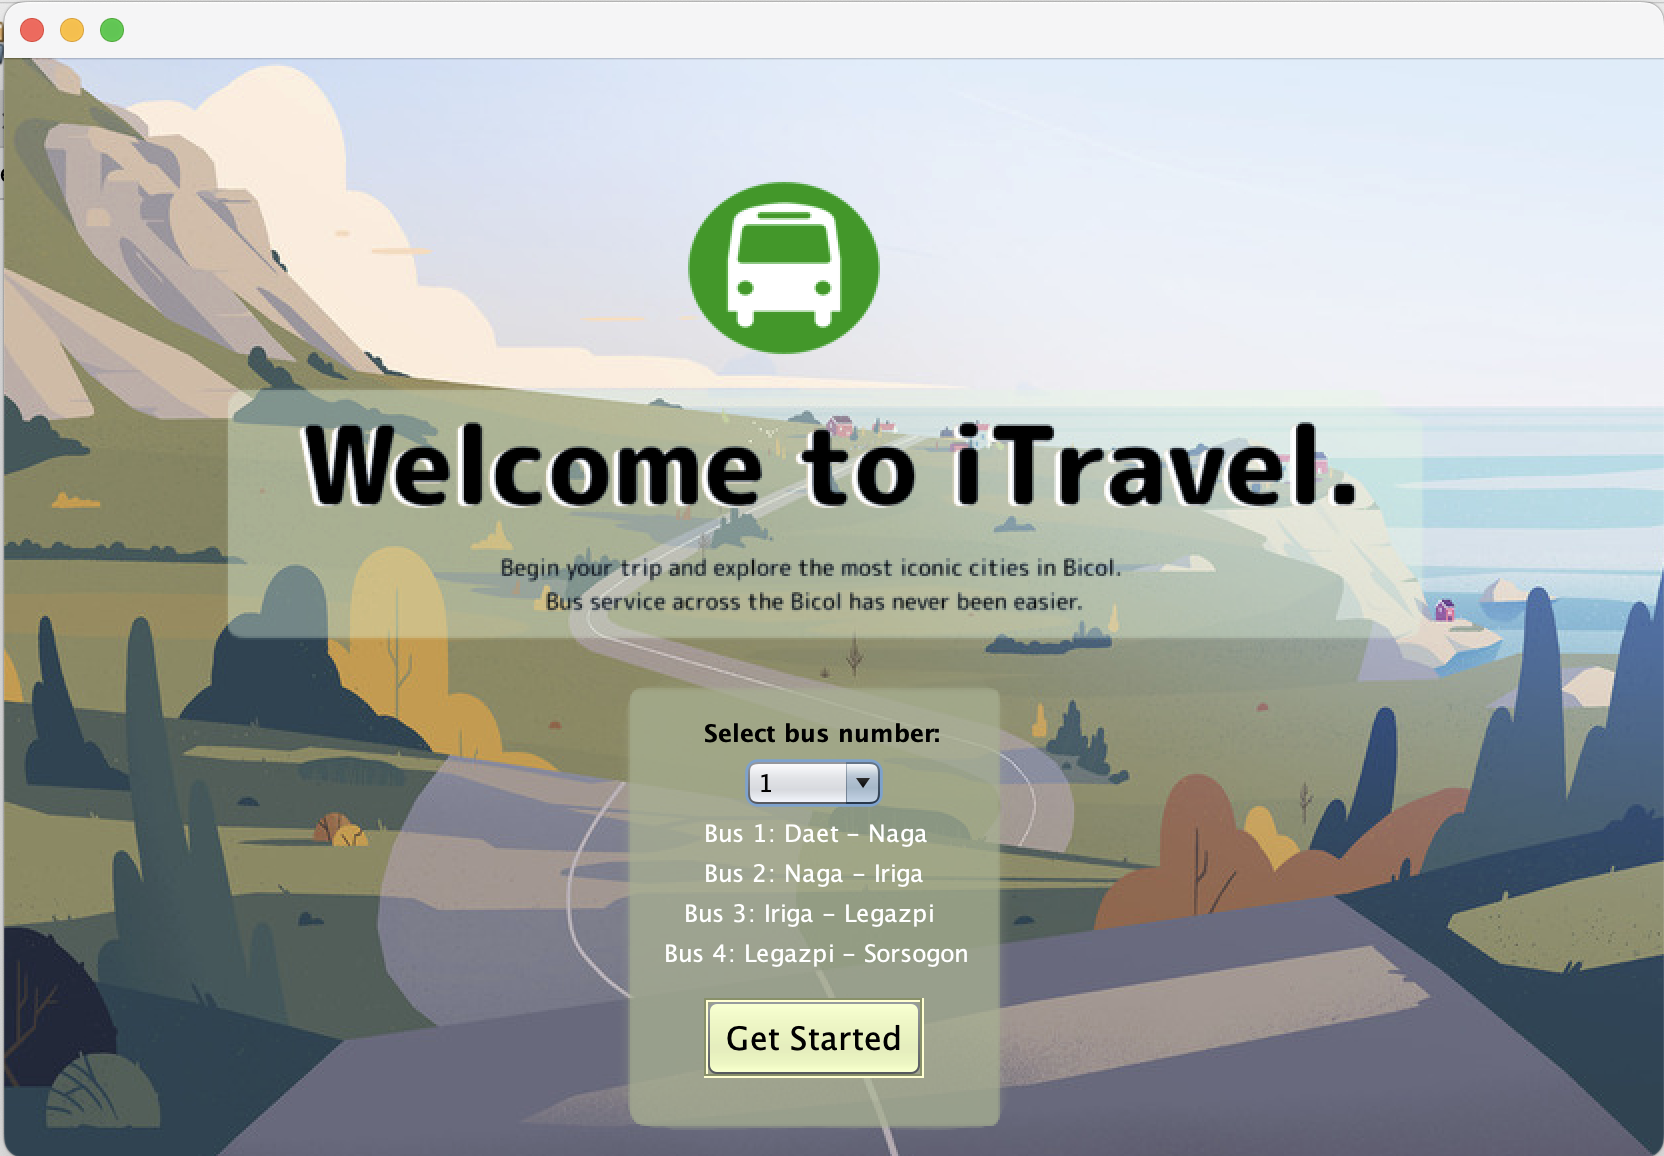 Welcome to iTravel.
Begin your trip and explore the most iconic cities in Bicol.
Bus service across the Bicol has never been easier.
Select bus number:
1
Bus 1: Daet - Naga
Bus 2: Naga - Iriga
Bus 3: Iriga - Legazpi
Bus 4: Legazpi - Sorsogon
Get Started